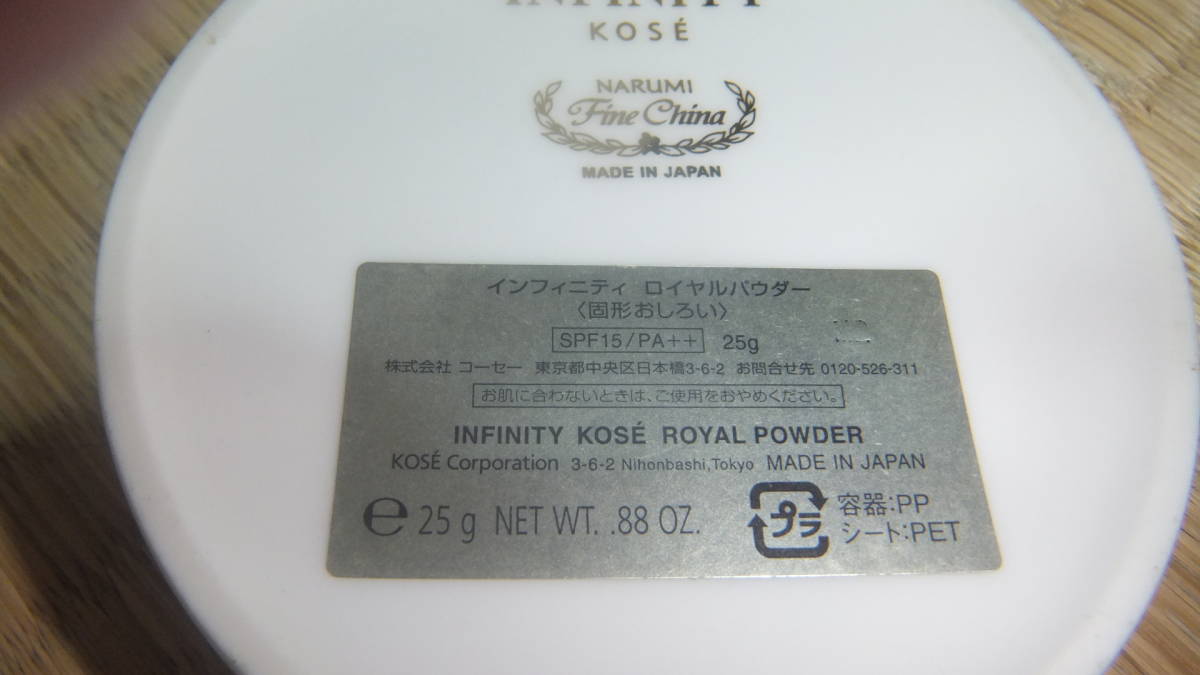 INFINITY
KOSÉ
NARUMI
Fine China
MADE IN JAPAN
インフィニティ ロイヤルパウダー
〈固形おしろい〉
SPF15/PA++ 25g
株式会社 コーセー 東京都中央区日本橋3-6-2 お問合せ先 0120-526-311
お肌に合わないときは、ご使用をおやめください。
INFINITY KOSÉ ROYAL POWDER
KOSÉ Corporation 3-6-2 Nihonbashi,Tokyo MADE IN JAPAN
℮ 25 g NET WT. .88 OZ.
プラ
容器:PP
シート:PET